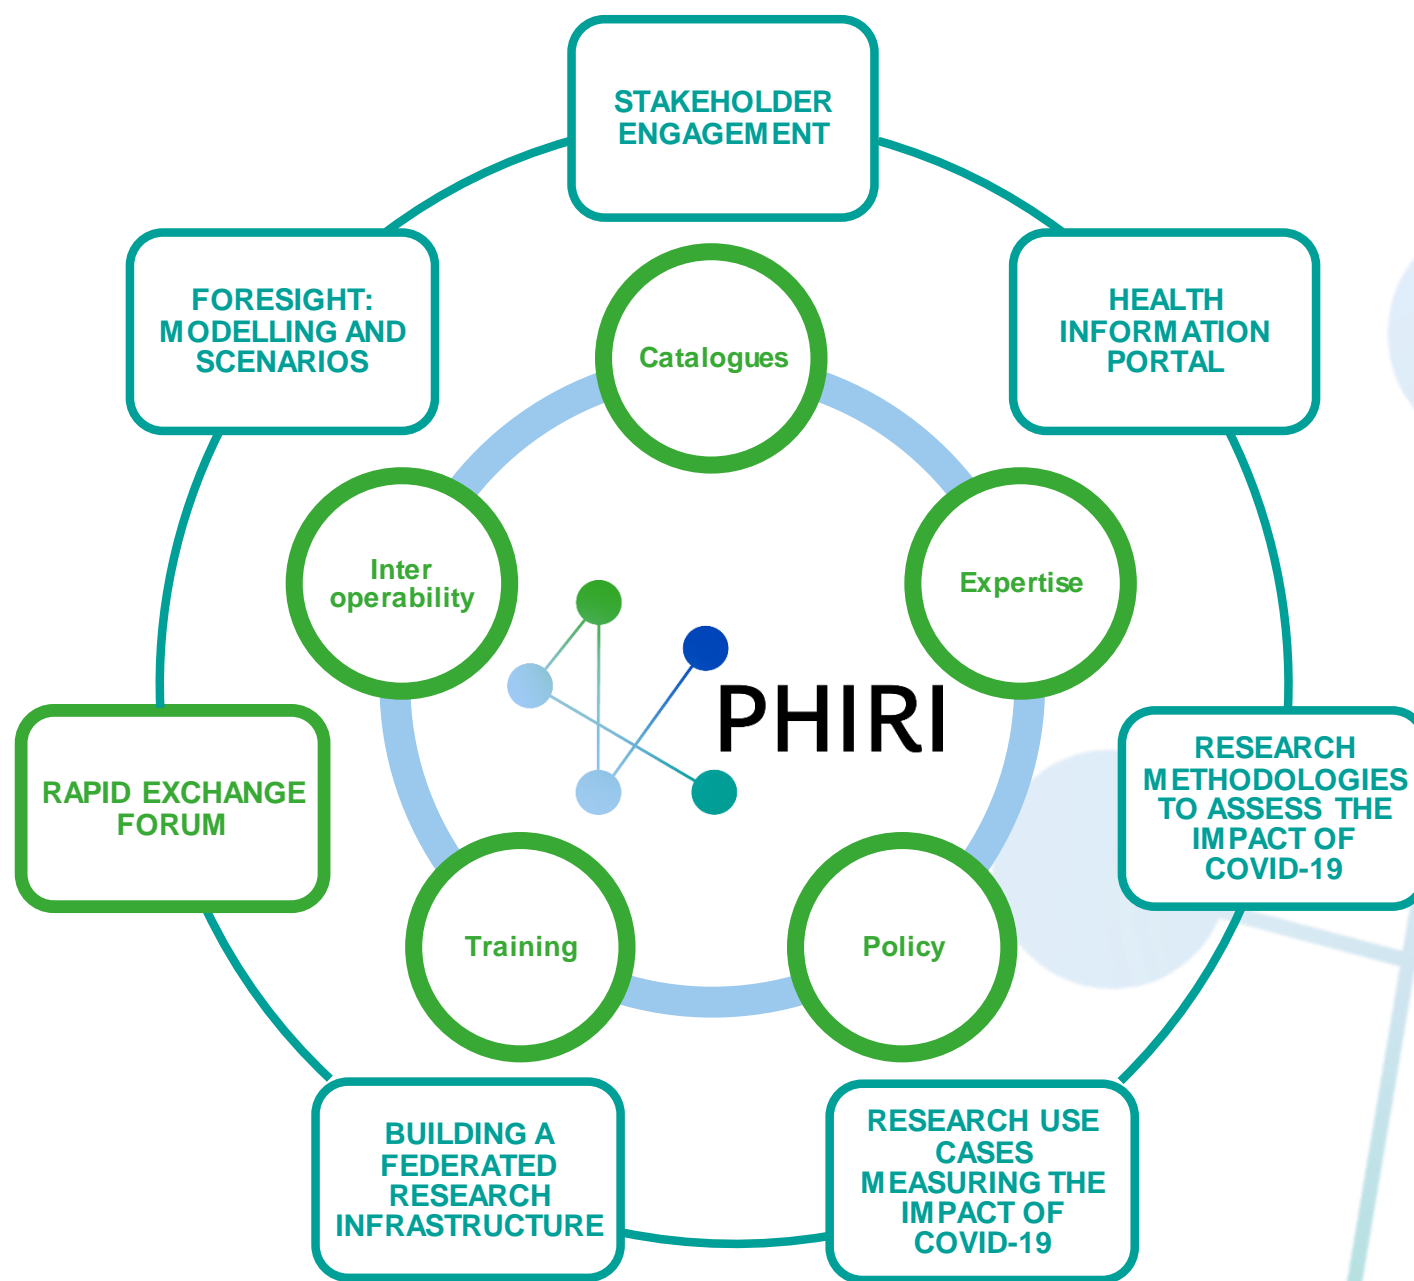 STAKEHOLDER
ENGAGEMENT
FORESIGHT:
MODELLING AND
SCENARIOS
HEALTH
INFORMATION
PORTAL
Catalogues
Inter
operability
Expertise
PHIRI
RAPID EXCHANGE
FORUM
RESEARCH
METHODOLOGIES
TO ASSESS THE
IMPACT OF
COVID-19
Training
Policy
BUILDING A
FEDERATED
RESEARCH
INFRASTRUCTURE
RESEARCH USE
CASES
MEASURING THE
IMPACT OF
COVID-19